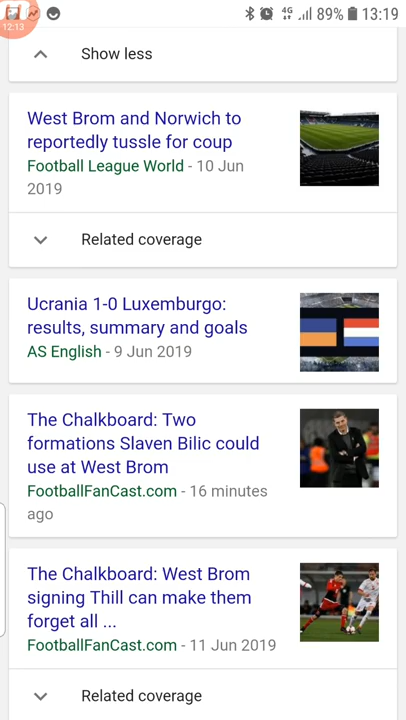 12:13
4G
89%
13:19
Show less
West Brom and Norwich to
reportedly tussle for coup
Football League World - 10 Jun
2019
Related coverage
Ucrania 1-0 Luxemburgo:
results, summary and goals
AS English - 9 Jun 2019
The Chalkboard: Two
formations Slaven Bilic could
use at West Brom
FootballFanCast.com - 16 minutes
ago
The Chalkboard: West Brom
signing Thill can make them
forget all ...
FootballFanCast.com - 11 Jun 2019
Related coverage